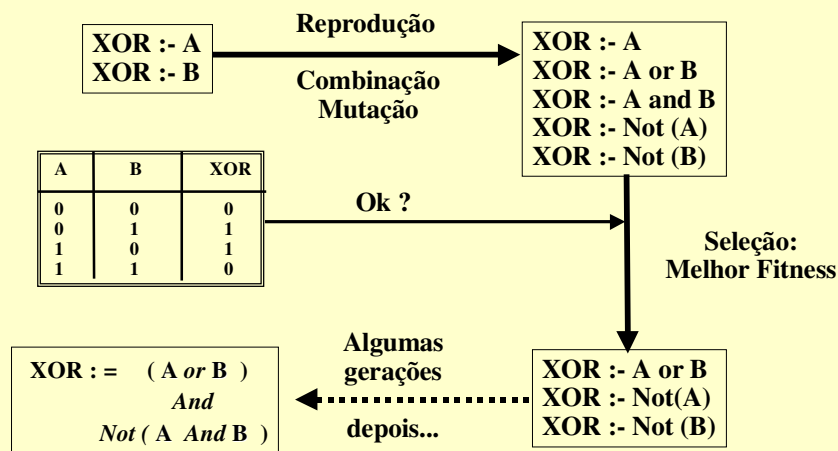 XOR :- A
XOR :- B
Reprodução
Combinação
Mutação
XOR :- A
XOR :- A or B
XOR :- A and B
XOR :- Not (A)
XOR :- Not (B)
A B XOR
0 0 0
0 1 1
1 0 1
1 1 0
Ok ?
Seleção:
Melhor Fitness
XOR :- A or B
XOR :- Not(A)
XOR :- Not (B)
Algumas
gerações
depois...
XOR : = ( A or B )
And
Not ( A And B )